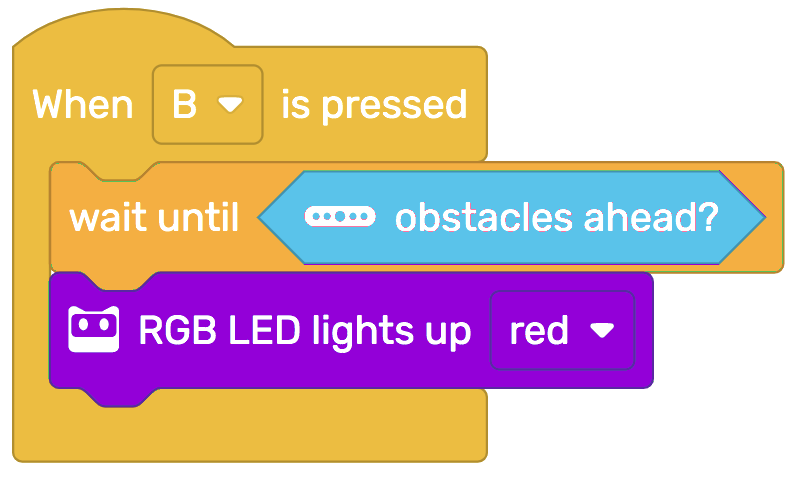 When B is pressed
wait until obstacles ahead?
RGB LED lights up red